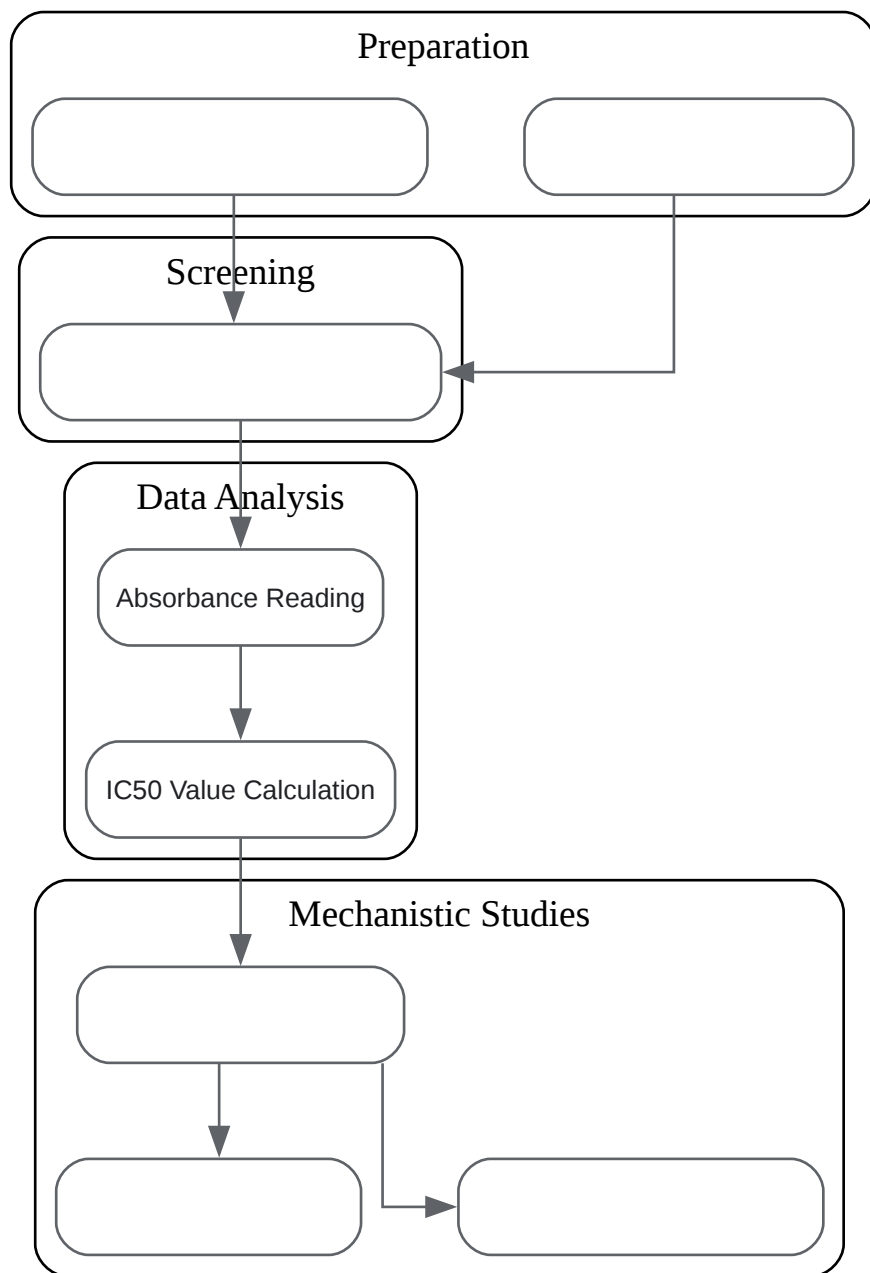 Preparation
Screening
Data Analysis
Absorbance Reading
IC50 Value Calculation
Mechanistic Studies